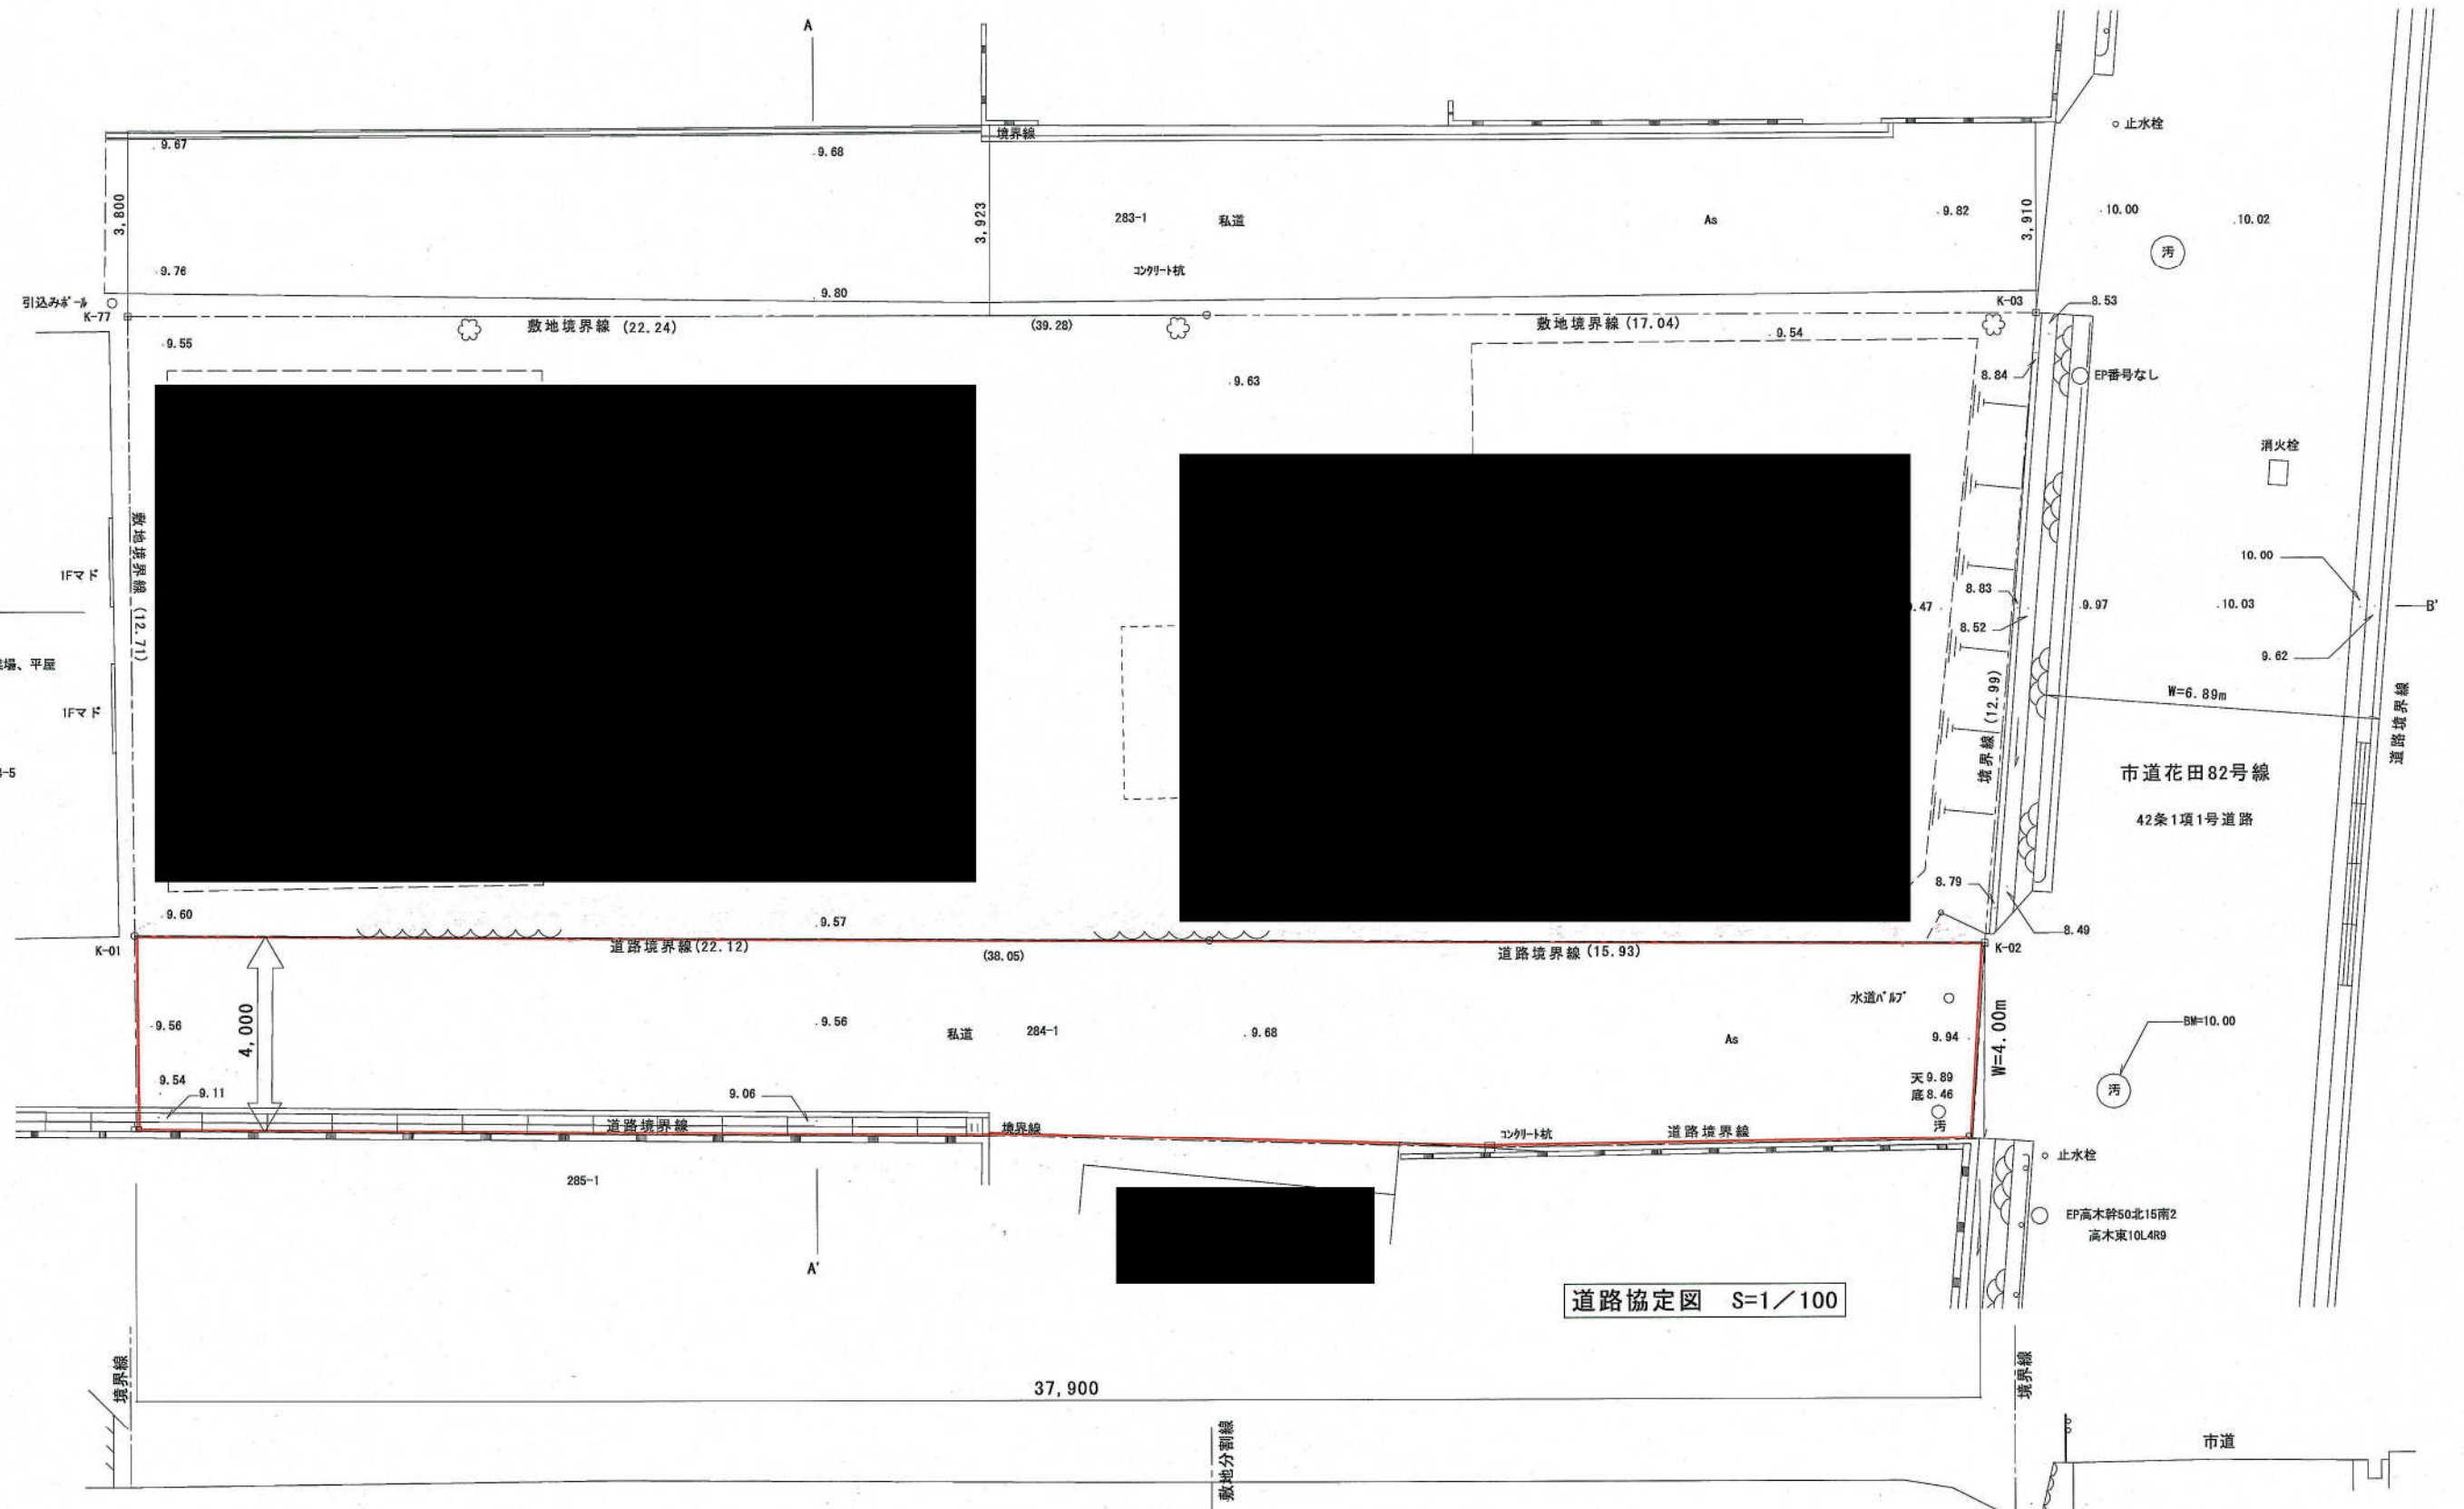 A
境界線
止水栓
9.67
9.68
3,800
3,923
283-1
私道
As
9.82
3,910
10.00
10.02
汚
9.76
コンクリート杭
9.80
引込みポール
K-77
K-03
8.53
敷地境界線 (22.24)
(39.28)
敷地境界線 (17.04)
9.54
9.55
9.63
8.84
EP番号なし
消火栓
敷地境界線 (12.71)
10.00
1Fマド
8.83
.47
9.97
10.03
B'
8.52
、平屋
9.62
境界線 (12.99)
W=6.89m
道路境界線
1Fマド
-5
市道花田82号線
42条1項1号道路
8.79
9.60
9.57
8.49
K-01
道路境界線(22.12)
(38.05)
道路境界線(15.93)
K-02
水道バルブ
4,000
9.56
9.56
私道
284-1
9.68
As
9.94
W=4.00m
BM=10.00
9.54
9.11
9.06
天9.89
底8.46
汚
汚
道路境界線
境界線
コンクリート杭
道路境界線
止水栓
285-1
EP高木幹50北15南2
高木東10L4R9
A'
道路協定図 S=1/100
境界線
37,900
境界線
敷地分割線
市道